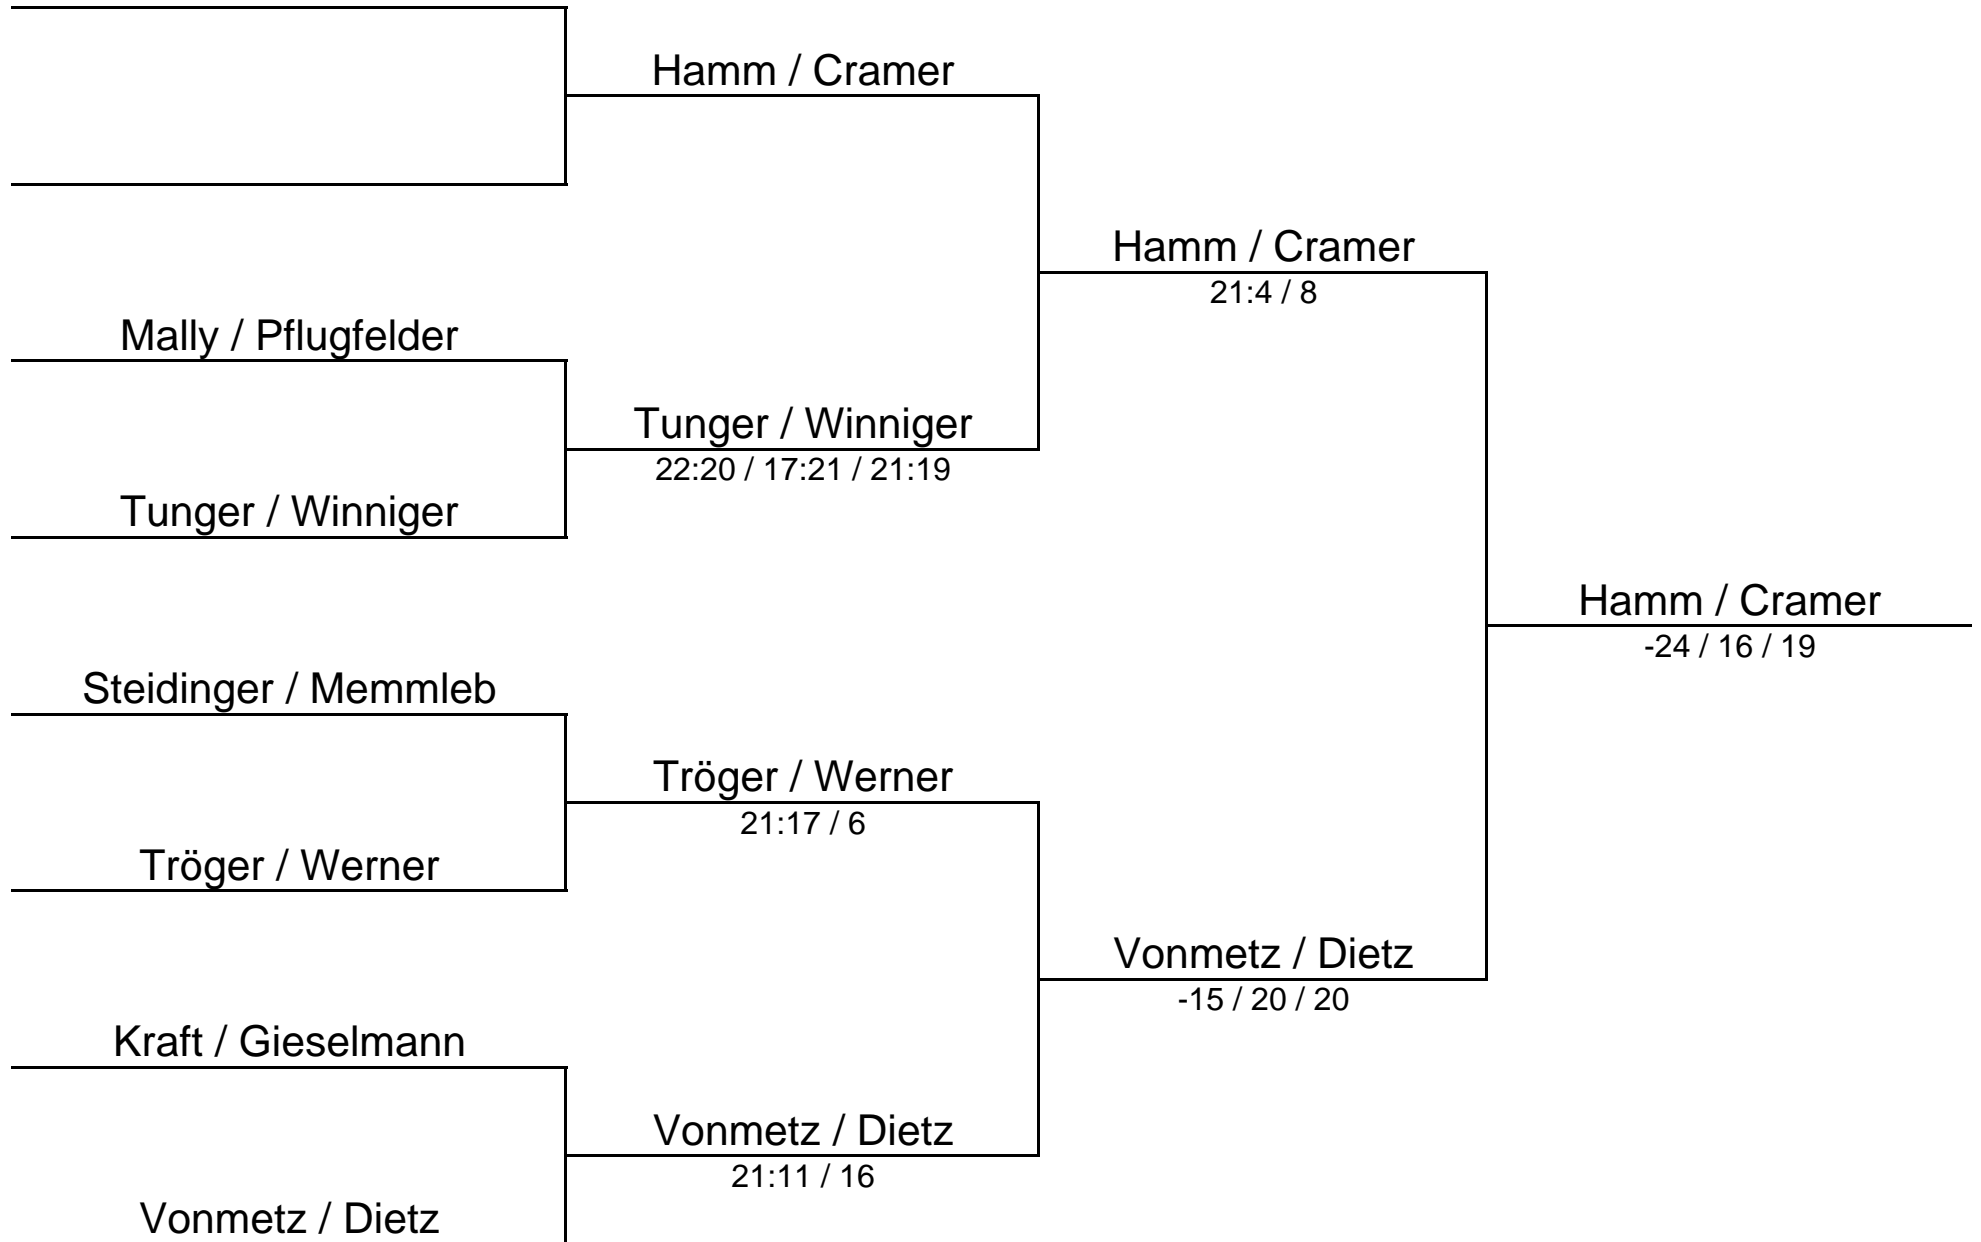 Hamm / Cramer
Hamm / Cramer
21:4 / 8
Mally / Pflugfelder
Tunger / Winniger
22:20 / 17:21 / 21:19
Tunger / Winniger
Hamm / Cramer
-24 / 16 / 19
Steidinger / Memmleb
Tröger / Werner
21:17 / 6
Tröger / Werner
Vonmetz / Dietz
-15 / 20 / 20
Kraft / Gieselmann
Vonmetz / Dietz
21:11 / 16
Vonmetz / Dietz